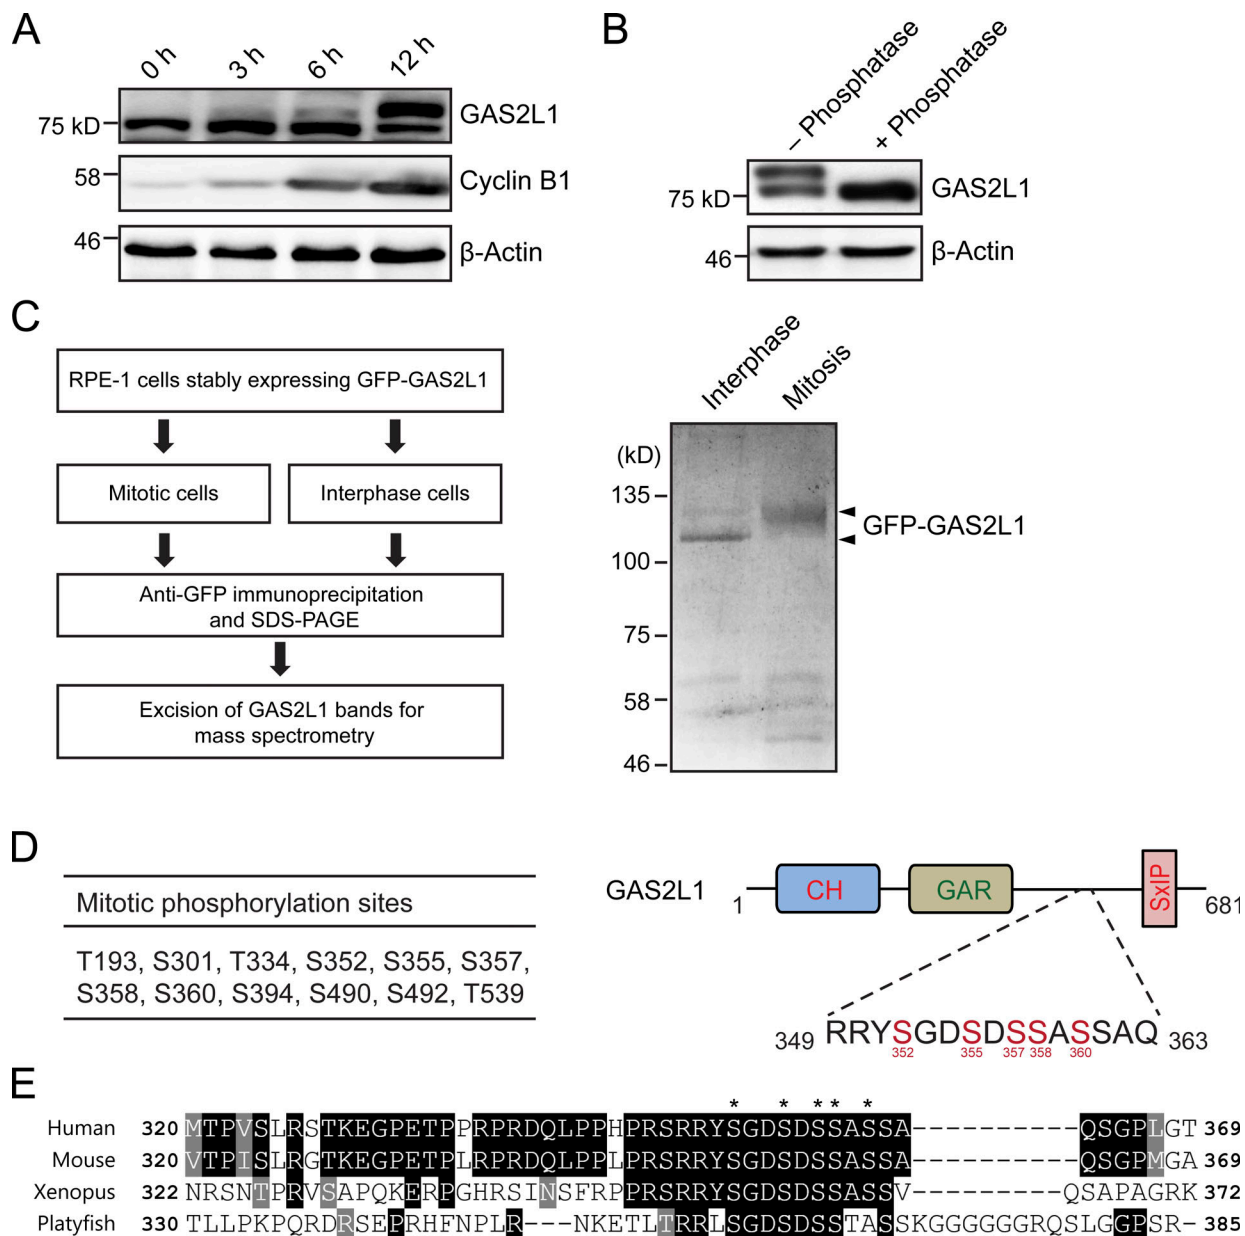 A
0 h 3 h 6 h 12 h
75 kD GAS2L1
58 Cyclin B1
46 β-Actin
B
– Phosphatase + Phosphatase
75 kD GAS2L1
46 β-Actin
C
RPE-1 cells stably expressing GFP-GAS2L1
Mitotic cells Interphase cells
Anti-GFP immunoprecipitation
and SDS-PAGE
Excision of GAS2L1 bands for
mass spectrometry
Interphase Mitosis
(kD)
135
GFP-GAS2L1
100
75
58
46
D
Mitotic phosphorylation sites
T193, S301, T334, S352, S355, S357,
S358, S360, S394, S490, S492, T539
GAS2L1 1 CH GAR SxIP 681
349 RRYSGDSDSSASSAQ 363
352 355 357 358 360
E
* * * * *
Human 320 MTPVSLRSTKEGPETPPRPRDQLPPHPRSRRYSGDSDSSASSA----------QSGPLGT 369
Mouse 320 VTPISLRGTKEGPETPLRPRDQLPPLPRSRRYSGDSDSSASSA----------QSGPMGA 369
Xenopus 322 NRSNTPRVSAPQKERPGHRSINSFRPPRSRRYSGDSDSSASSV---------QSAPAGRK 372
Platyfish 330 TLLPKPQRDRSEPRHFNPLR---NKETLTRRLSGDSDSSTASSKGGGGGGRQSLGGPSR- 385